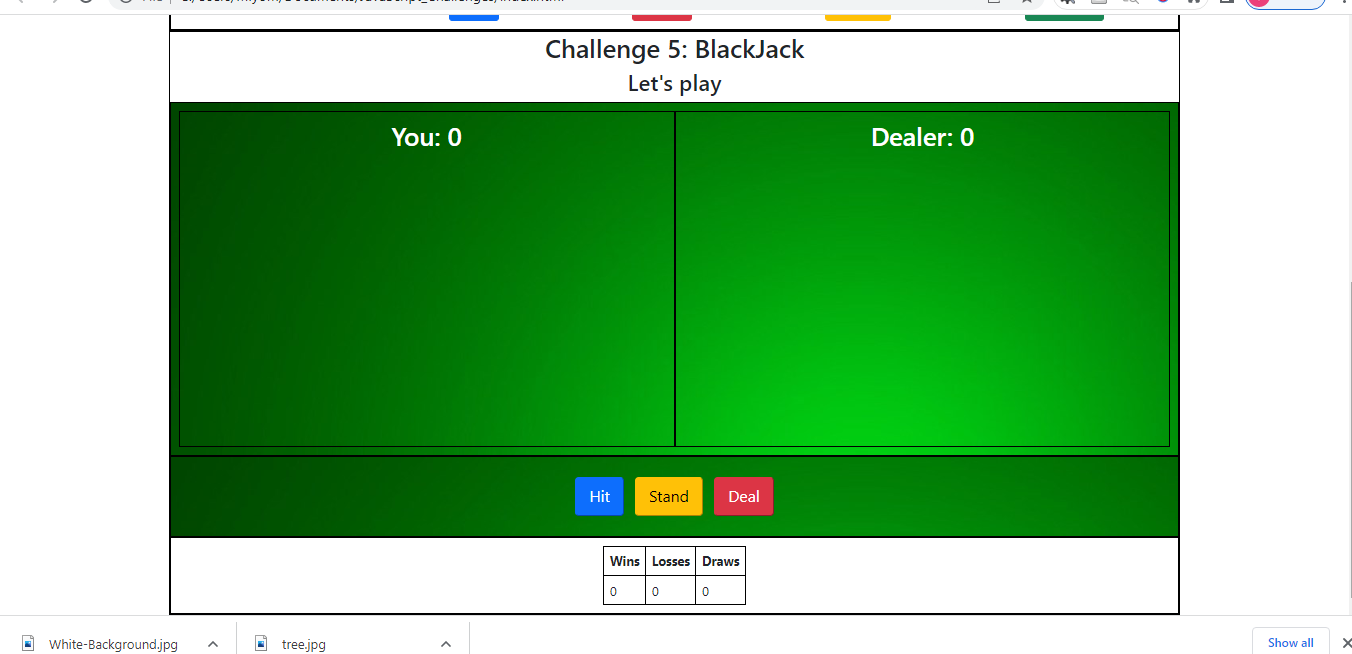 Challenge 5: BlackJack
Let's play
You: 0
Dealer: 0
Hit
Stand
Deal
Wins Losses Draws
0 0 0
White-Background.jpg
tree.jpg
Show all